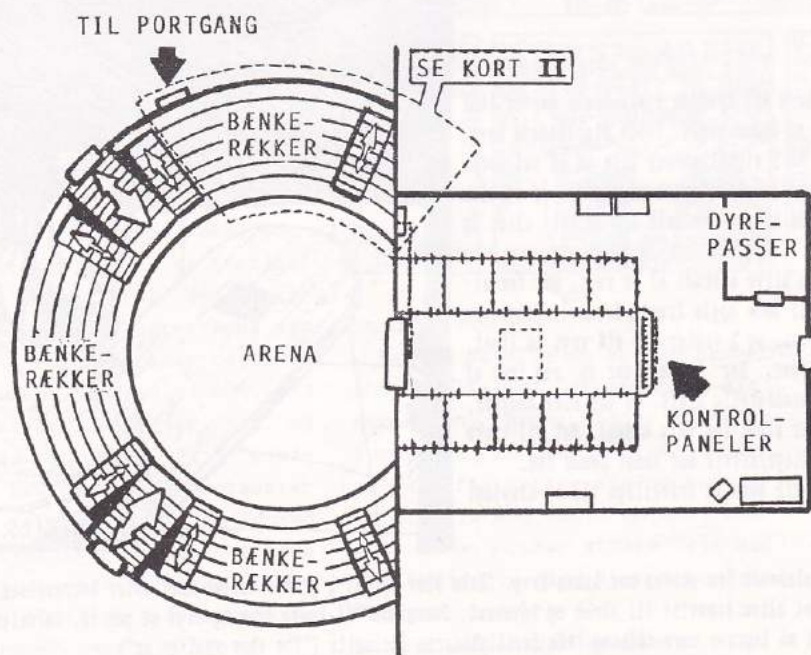 TIL PORTGANG
SE KORT II
BÆNKE-
RÆKKER
DYRE-
PASSER
BÆNKE-
RÆKKER
ARENA
KONTROL-
PANELER
BÆNKE-
RÆKKER